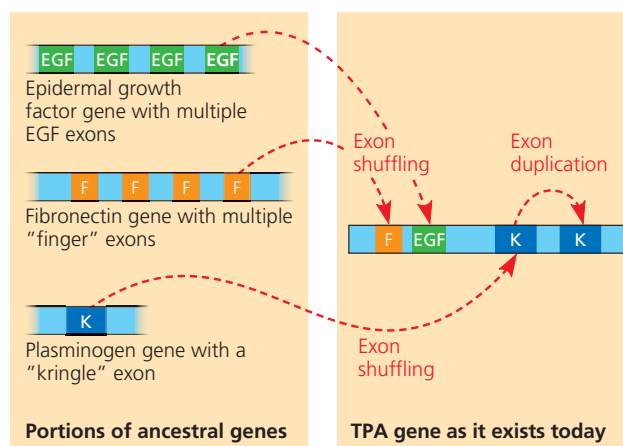 EGF EGF EGF EGF
Epidermal growth
factor gene with multiple
EGF exons
F F F F
Fibronectin gene with multiple
"finger" exons
K
Plasminogen gene with a
"kringle" exon
Portions of ancestral genes
Exon
shuffling
Exon
duplication
F EGF K K
Exon
shuffling
TPA gene as it exists today